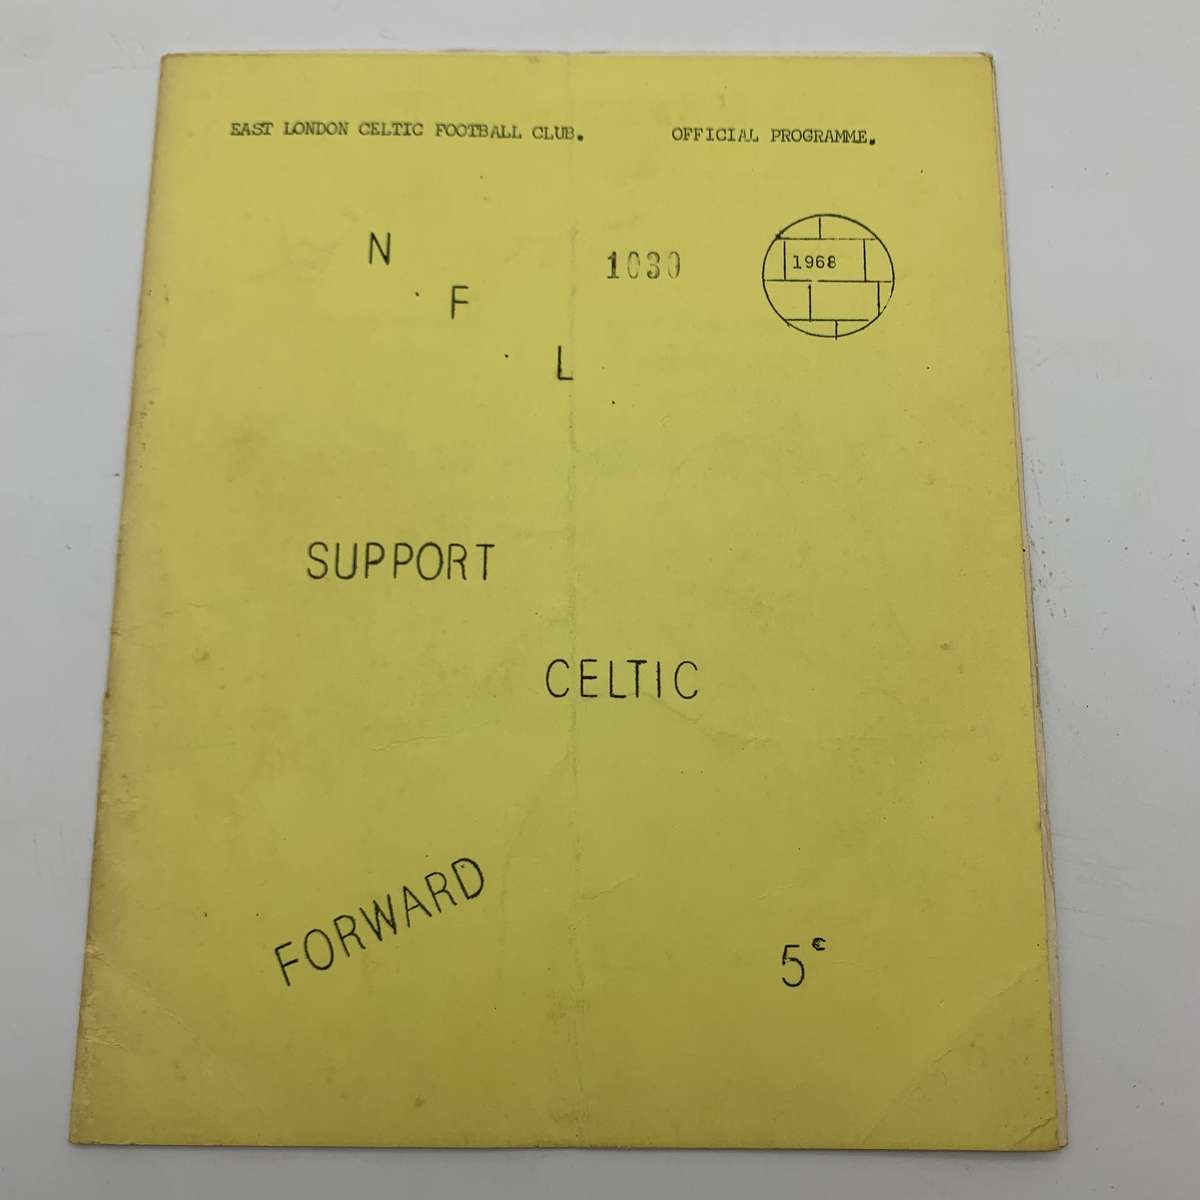 EAST LONDON CELTIC FOOTBALL CLUB. OFFICIAL PROGRAMME.
N
1030
1968
F
L
SUPPORT
CELTIC
FORWARD
5c